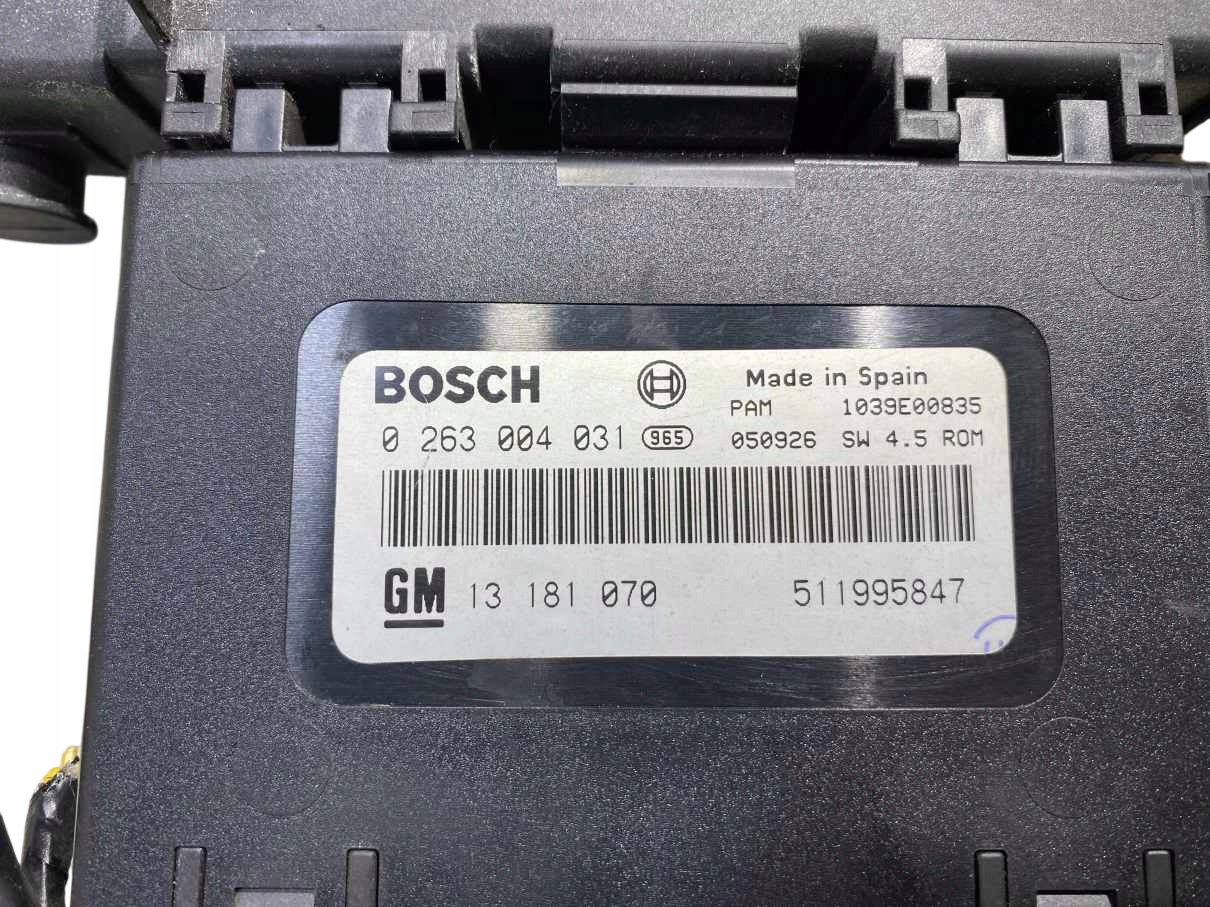 BOSCH Made in Spain
PAM 1039E00835
0 263 004 031 965 050926 SW 4.5 ROM
GM 13 181 070 511995847